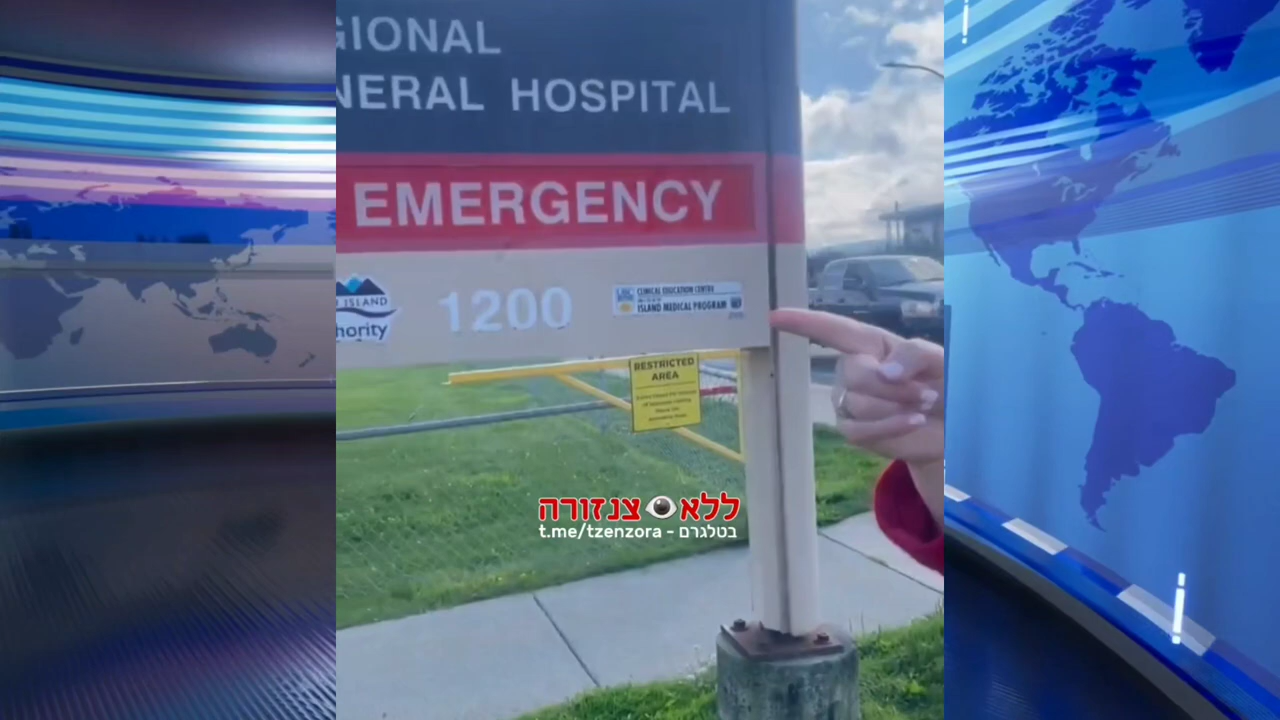 GIONAL
NERAL HOSPITAL
EMERGENCY
ISLAND
hority
1200
CLINICAL EDUCATION CENTRE
ISLAND MEDICAL PROGRAM
RESTRICTED
AREA
ללא צנזורה
t.me/tzenzora - בטלגרם